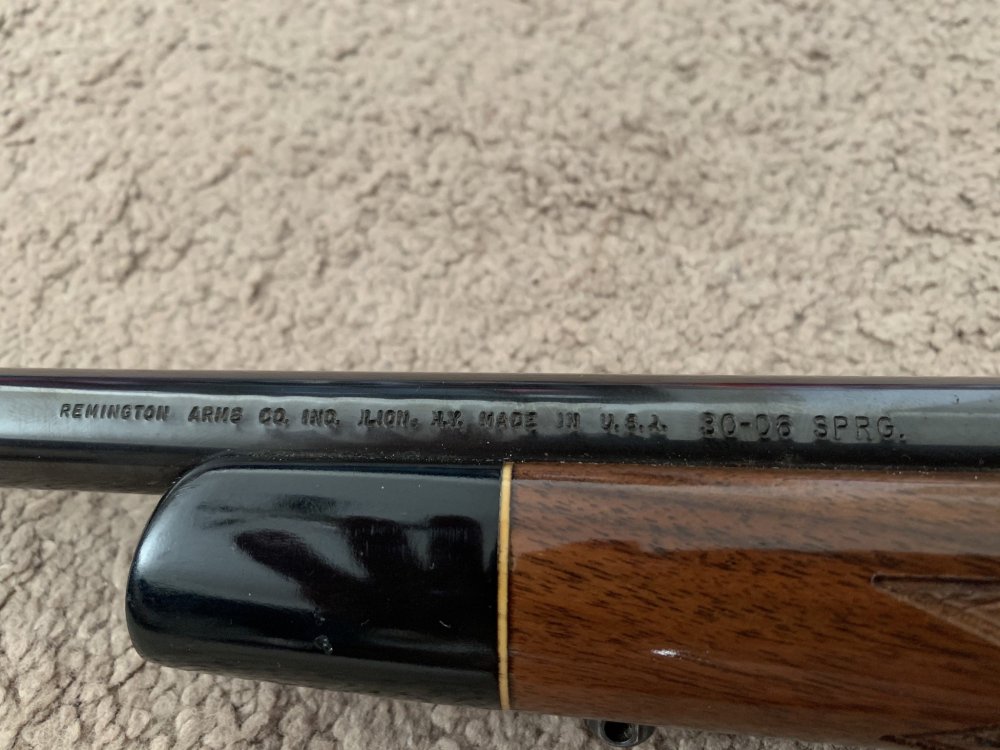 REMINGTON ARMS CO. INC. ILION, N.Y. MADE IN U.S.A. 30-06 SPRG.